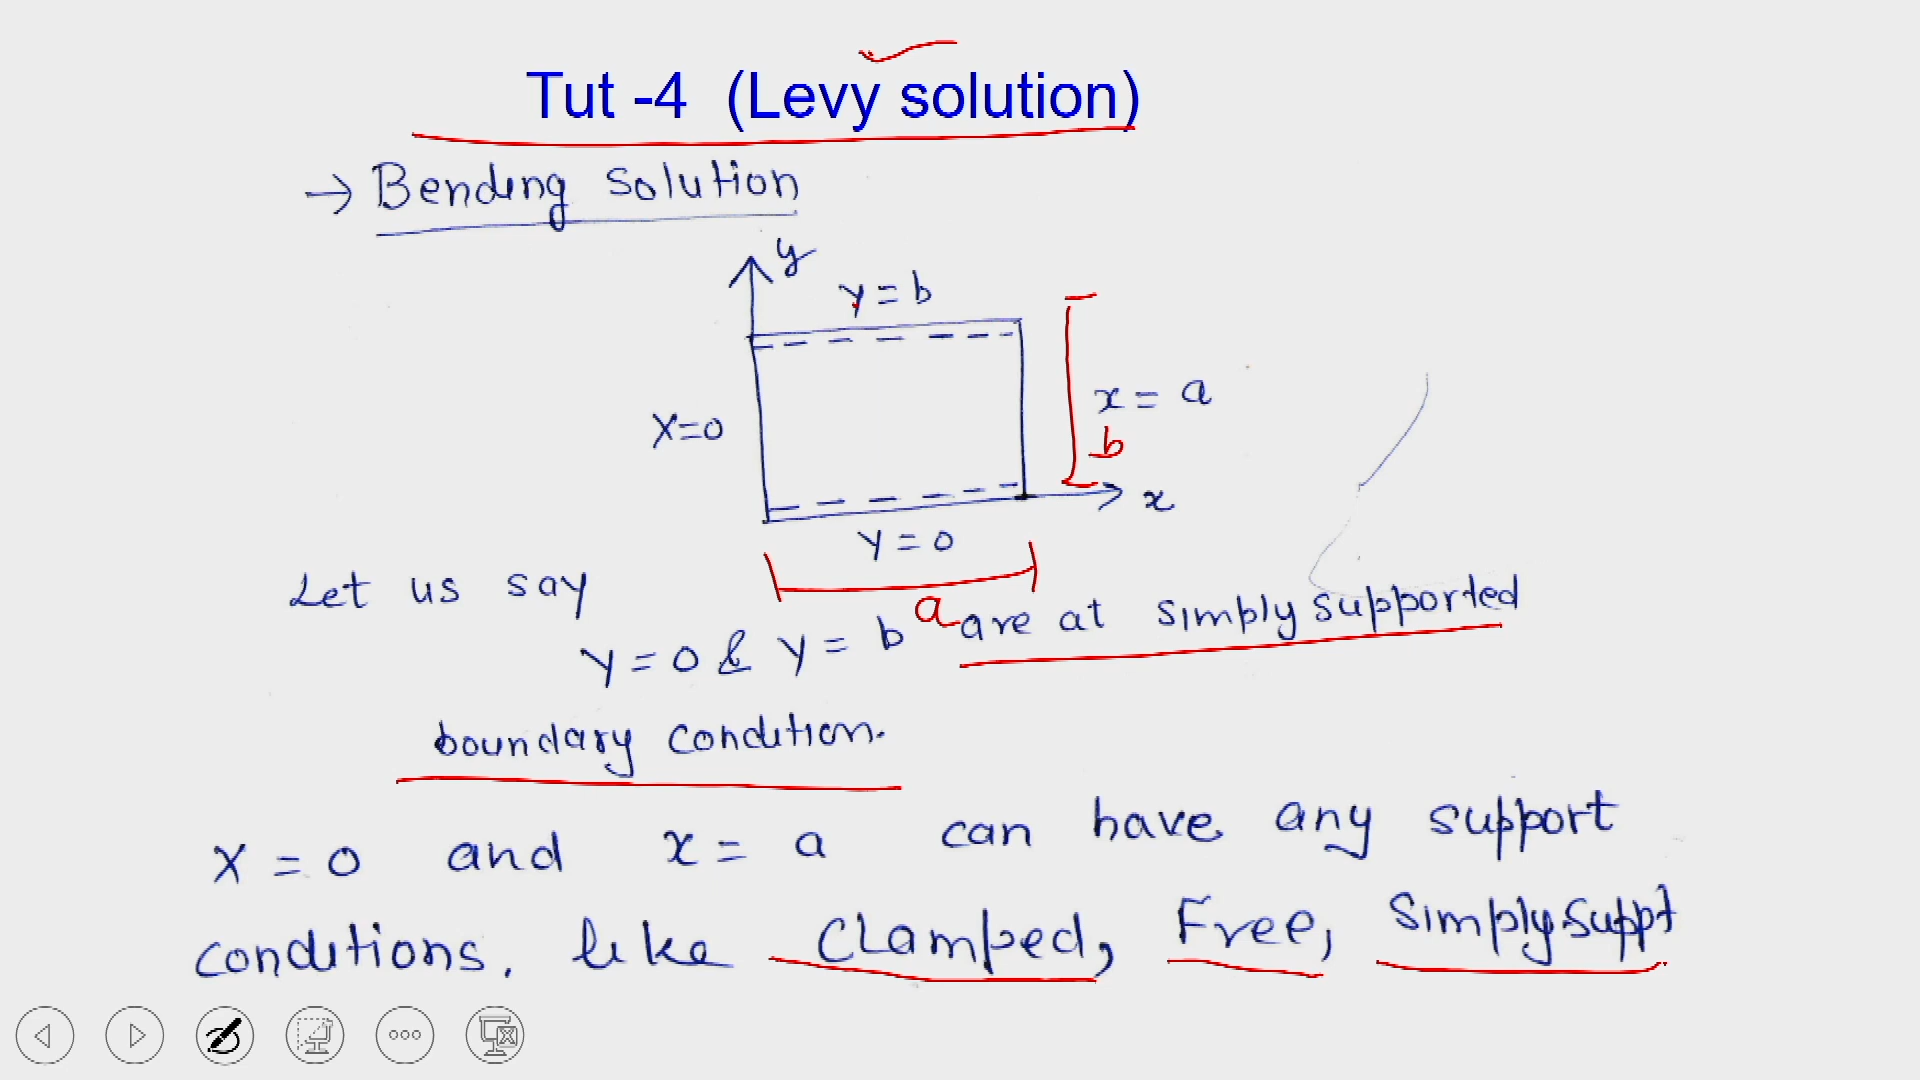 Tut -4 (Levy solution)
→ Bending solution
y
y = b
x = a
b
X=0
x
y = 0
a
Let us say
y = 0 & y = b are at simply supported
boundary condition.
X = 0 and x = a can have any support
conditions. like Clamped, Free, Simply suppt